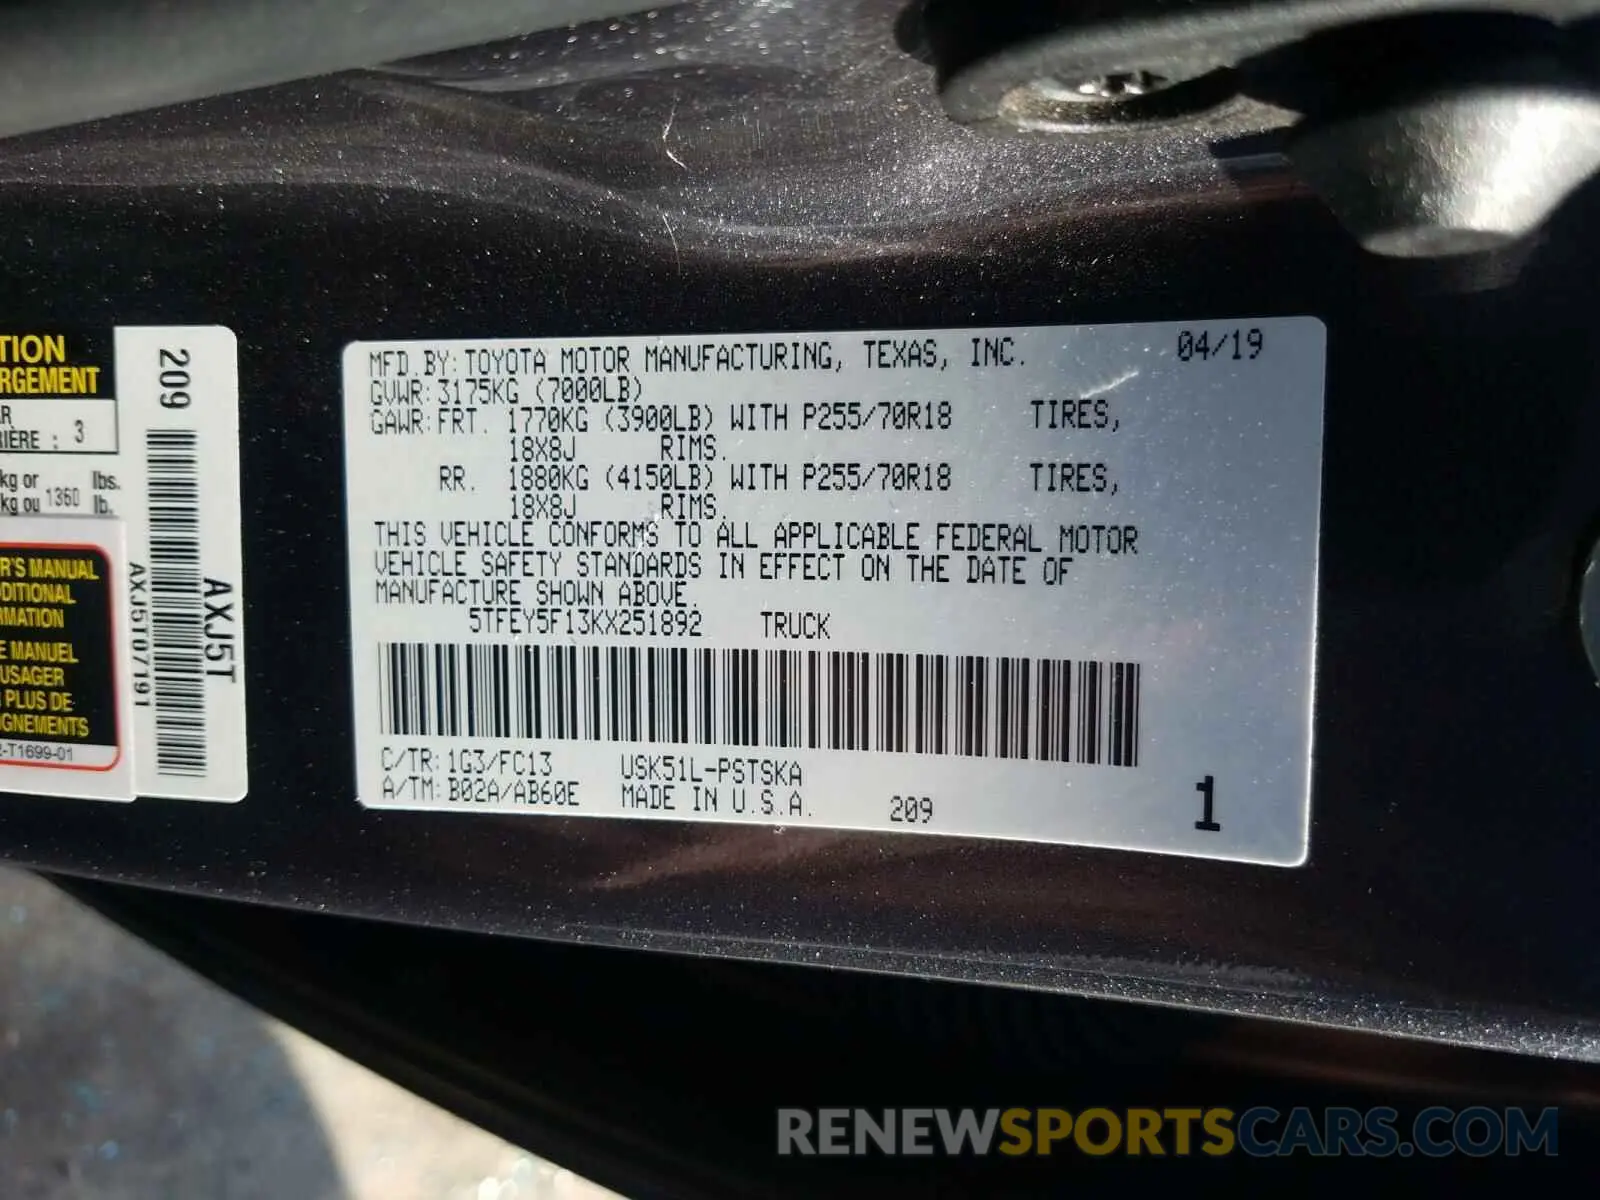 TION
RGEMENT
AR
RIÈRE : 3
kg or lbs.
kg ou 1360 lb.
R'S MANUAL
DDITIONAL
RMATION
E MANUEL
USAGER
PLUS DE
IGNEMENTS
-T1699-01
209
AXJ5T07191
AXJ5T
MFD.BY:TOYOTA MOTOR MANUFACTURING, TEXAS, INC. 04/19
GVWR:3175KG (7000LB)
GAWR:FRT. 1770KG (3900LB) WITH P255/70R18 TIRES,
18X8J RIMS.
RR. 1880KG (4150LB) WITH P255/70R18 TIRES,
18X8J RIMS.
THIS VEHICLE CONFORMS TO ALL APPLICABLE FEDERAL MOTOR
VEHICLE SAFETY STANDARDS IN EFFECT ON THE DATE OF
MANUFACTURE SHOWN ABOVE.
5TFEY5F13KX251892 TRUCK
C/TR:1G3/FC13 USK51L-PSTSKA
A/TM:B02A/AB60E MADE IN U.S.A. 209 1
RENEWSPORTSCARS.COM